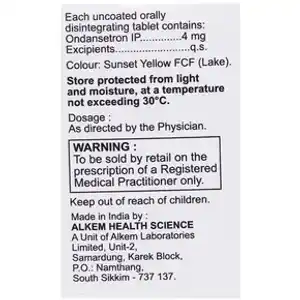 Each uncoated orally
disintegrating tablet contains:
Ondansetron IP..............4 mg
Excipients.........................q.s.
Colour: Sunset Yellow FCF (Lake).
Store protected from light
and moisture, at a temperature
not exceeding 30°C.
Dosage :
As directed by the Physician.
WARNING :
To be sold by retail on the
prescription of a Registered
Medical Practitioner only.
Keep out of reach of children.
Made in India by :
ALKEM HEALTH SCIENCE
A Unit of Alkem Laboratories
Limited, Unit-2,
Samardung, Karek Block,
P.O.: Namthang,
South Sikkim - 737 137.